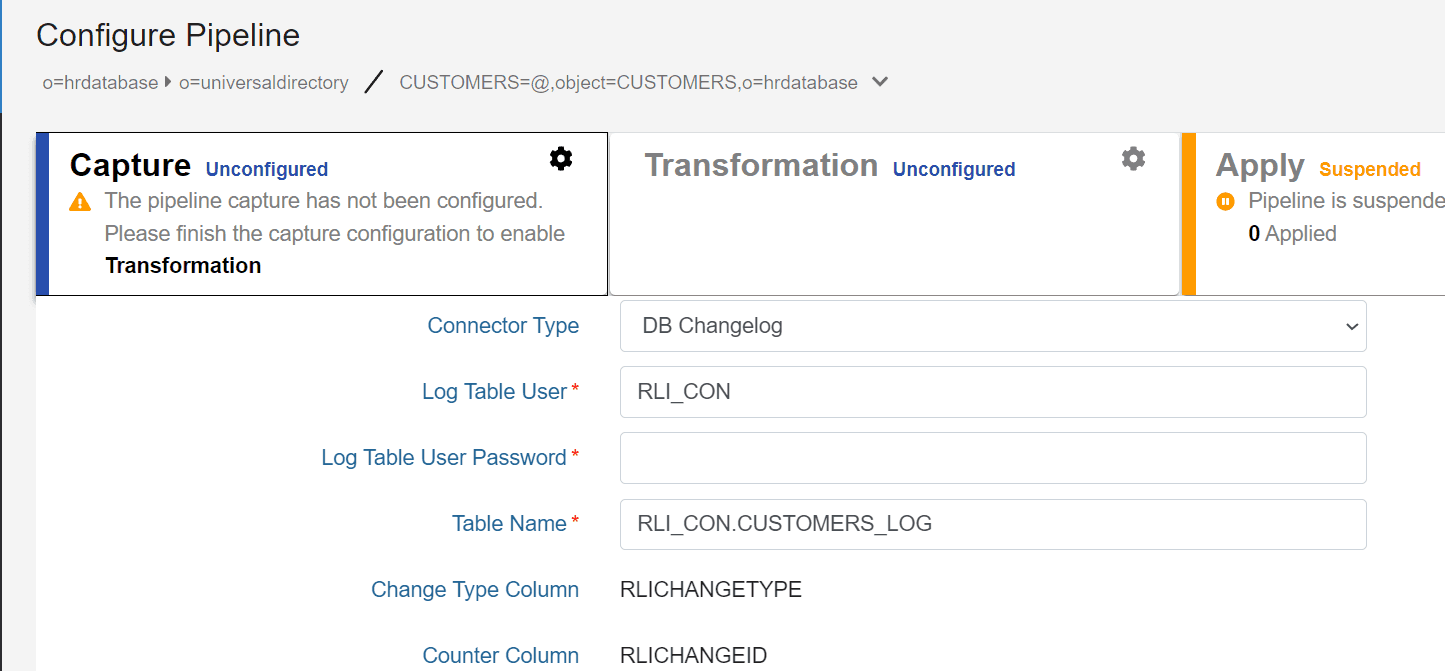 Configure Pipeline
o=hrdatabase o=universaldirectory / CUSTOMERS=@,object=CUSTOMERS,o=hrdatabase
Capture Unconfigured
The pipeline capture has not been configured.
Please finish the capture configuration to enable
Transformation
Transformation Unconfigured
Apply Suspended
Pipeline is suspende
0 Applied
Connector Type DB Changelog
Log Table User* RLI_CON
Log Table User Password*
Table Name* RLI_CON.CUSTOMERS_LOG
Change Type Column RLICHANGETYPE
Counter Column RLICHANGEID